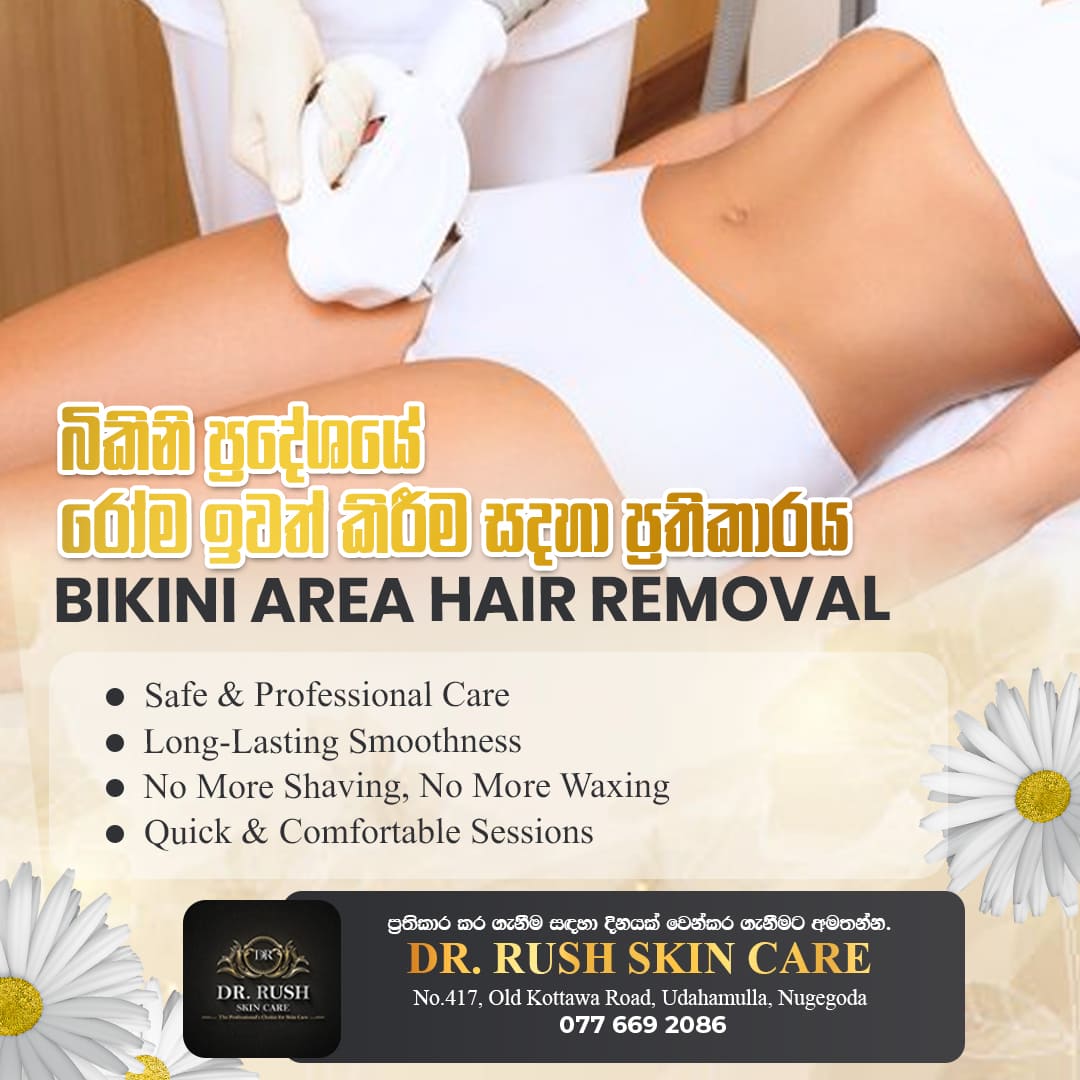 බිකිනි ප්‍රදේශයේ
රෝම ඉවත් කිරීම සදහා ප්‍රතිකාරය
BIKINI AREA HAIR REMOVAL
Safe & Professional Care
Long-Lasting Smoothness
No More Shaving, No More Waxing
Quick & Comfortable Sessions
DR
DR. RUSH
SKIN CARE
The Professional's Choice for Skin Care
ප්‍රතිකාර කර ගැනීම සඳහා දිනයක් වෙන්කර ගැනීමට අමතන්න.
DR. RUSH SKIN CARE
No.417, Old Kottawa Road, Udahamulla, Nugegoda
077 669 2086